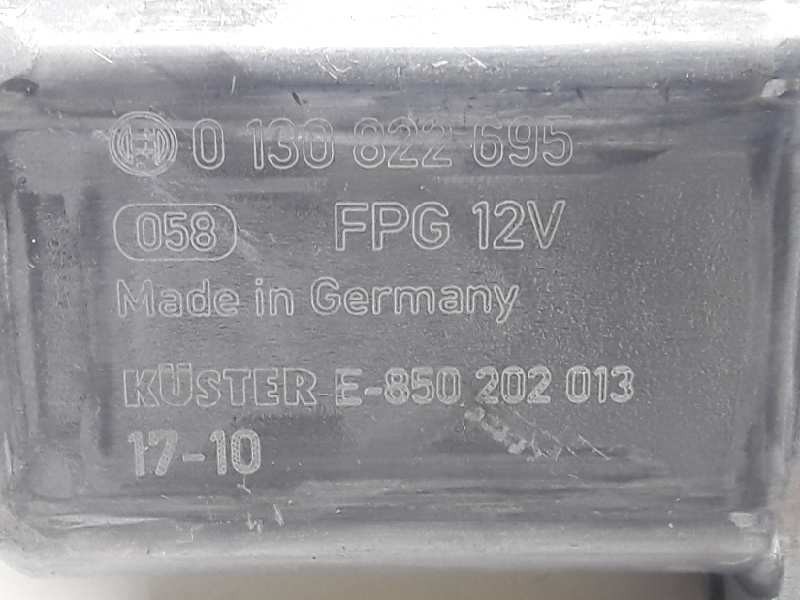 0 130 822 695
058 FPG 12V
Made in Germany
KÜSTER E-850 202 013
17-10